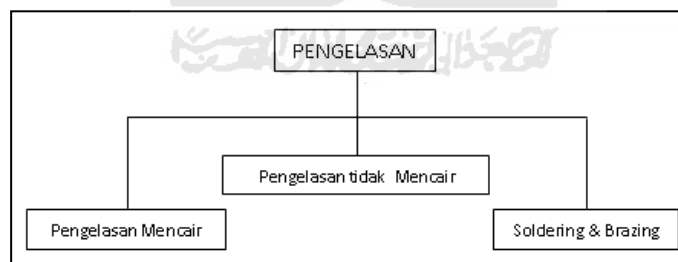 PENGELASAN
Pengelasan tidak Mencair
Pengelasan Mencair
Soldering & Brazing